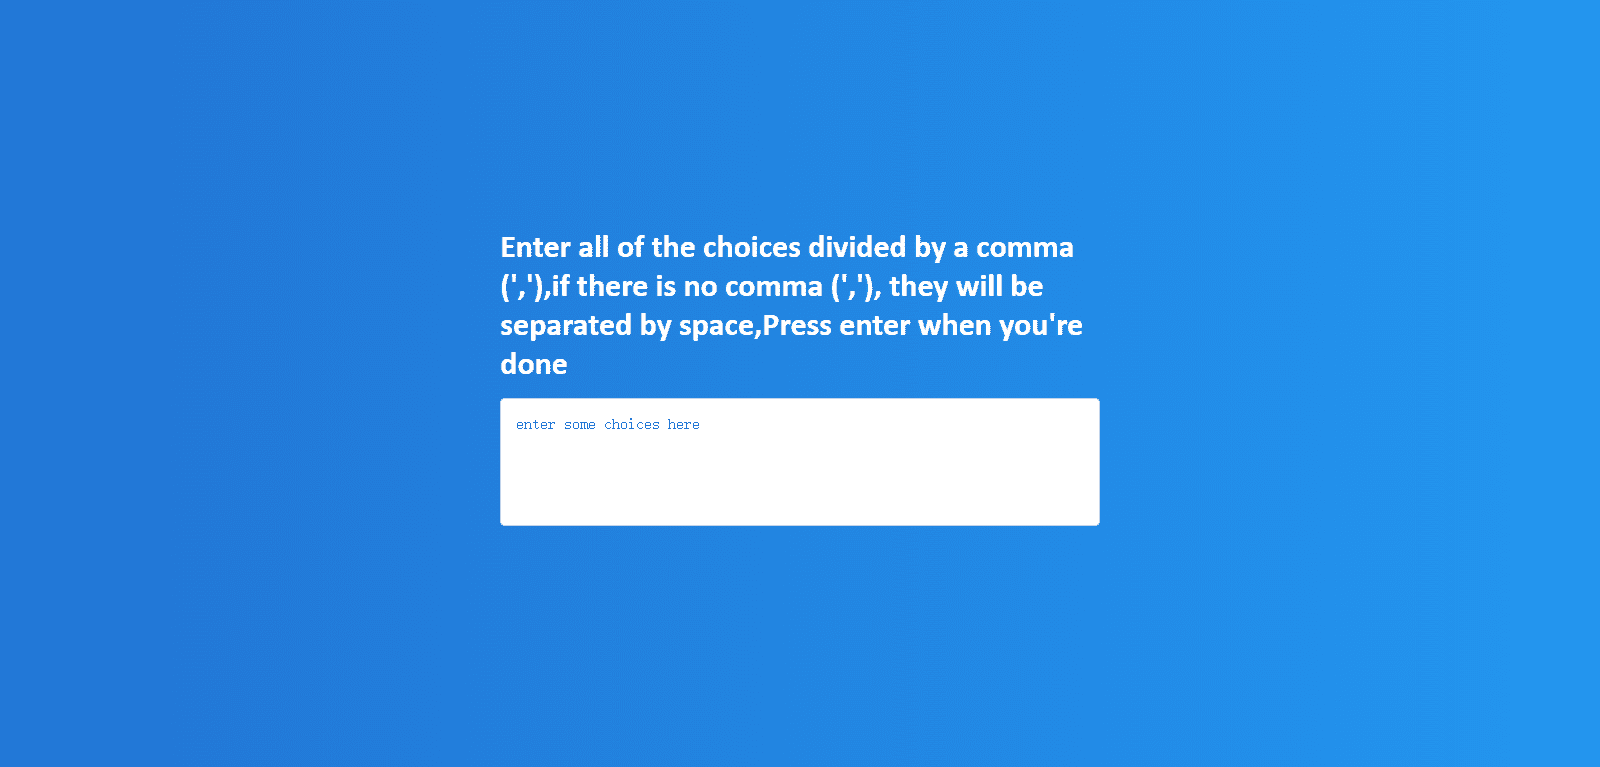 Enter all of the choices divided by a comma
(','),if there is no comma (','), they will be
separated by space,Press enter when you're
done
enter some choices here